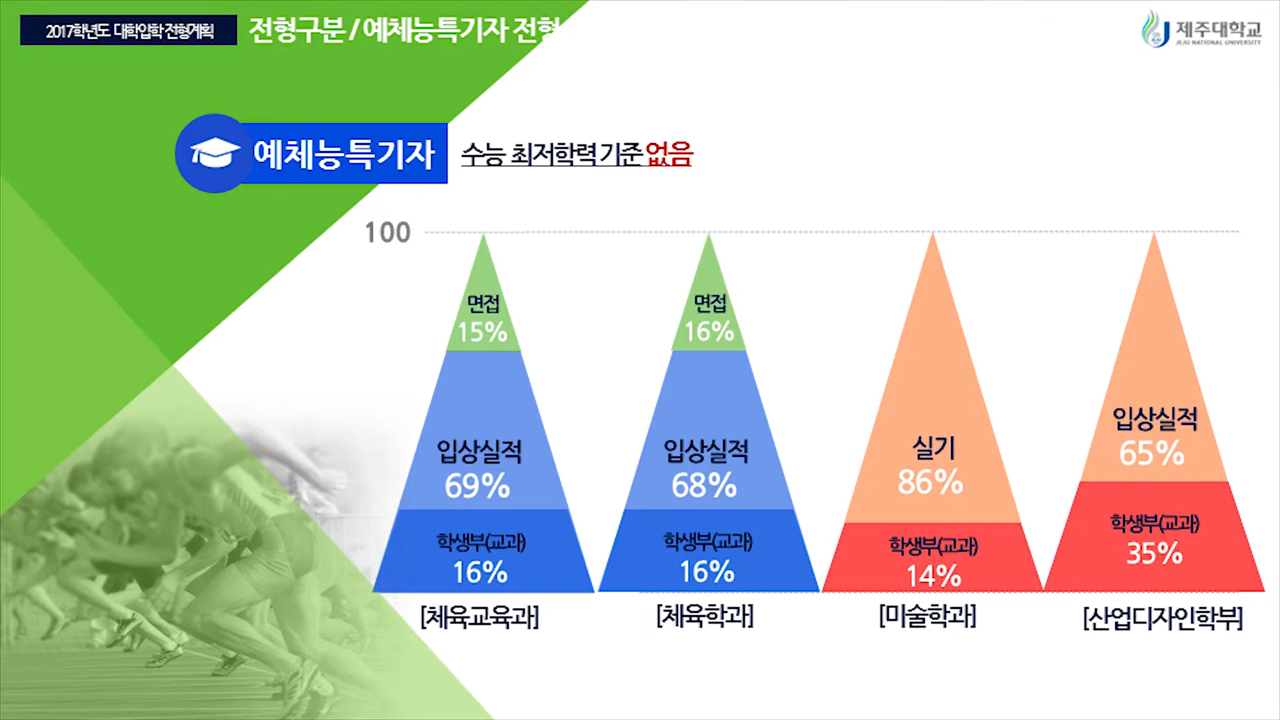 2017학년도 대학입학 전형계획
전형구분 / 예체능특기자 전형
제주대학교
JEJU NATIONAL UNIVERSITY
예체능특기자
수능 최저학력 기준 없음
100
면접
15%
입상실적
69%
학생부(교과)
16%
[체육교육과]
면접
16%
입상실적
68%
학생부(교과)
16%
[체육학과]
실기
86%
학생부(교과)
14%
[미술학과]
입상실적
65%
학생부(교과)
35%
[산업디자인학부]